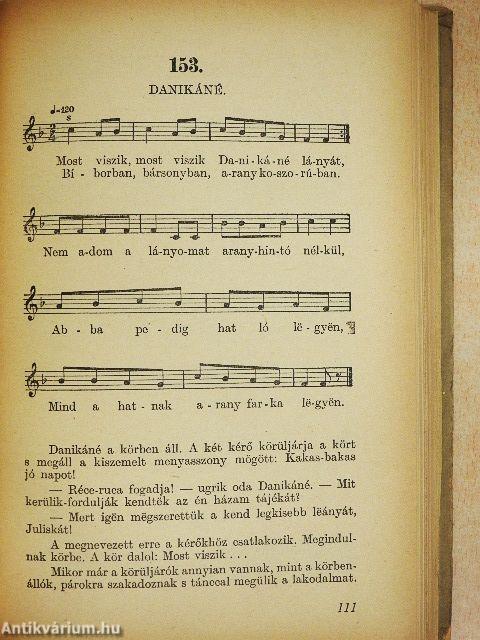 153.
DANIKÁNÉ.
♩=120
s
Most viszik, most viszik Da-ni-ká-né lá-nyát,
Bí - borban, bársonyban, a-rany ko-szo-rú-ban.
Nem a-dom a lá-nyo-mat arany-hin-tó nél-kül,
Ab - ba pe - dig hat ló lë-gyën,
Mind a hat-nak a-rany far-ka lë-gyën.
Danikáné a körben áll. A két kérő körüljárja a kört
s megáll a kiszemelt menyasszony mögött: Kakas-bakas
jó napot!
— Réce-ruca fogadja! — ugrik oda Danikáné. — Mit
kerülik-fordulják kendtëk az én házam tájékát?
— Mert igën mëgszerettük a kend legkisebb lëányát,
Juliskát!
A megnevezett erre a kérőkhöz csatlakozik. Megindul-
nak körbe. A kör dalol: Most viszik . . .
Mikor már a körüljárók annyian vannak, mint a körben-
állók, párokra szakadoznak s tánccal megülik a lakodalmat.
111
Antikvárium.hu